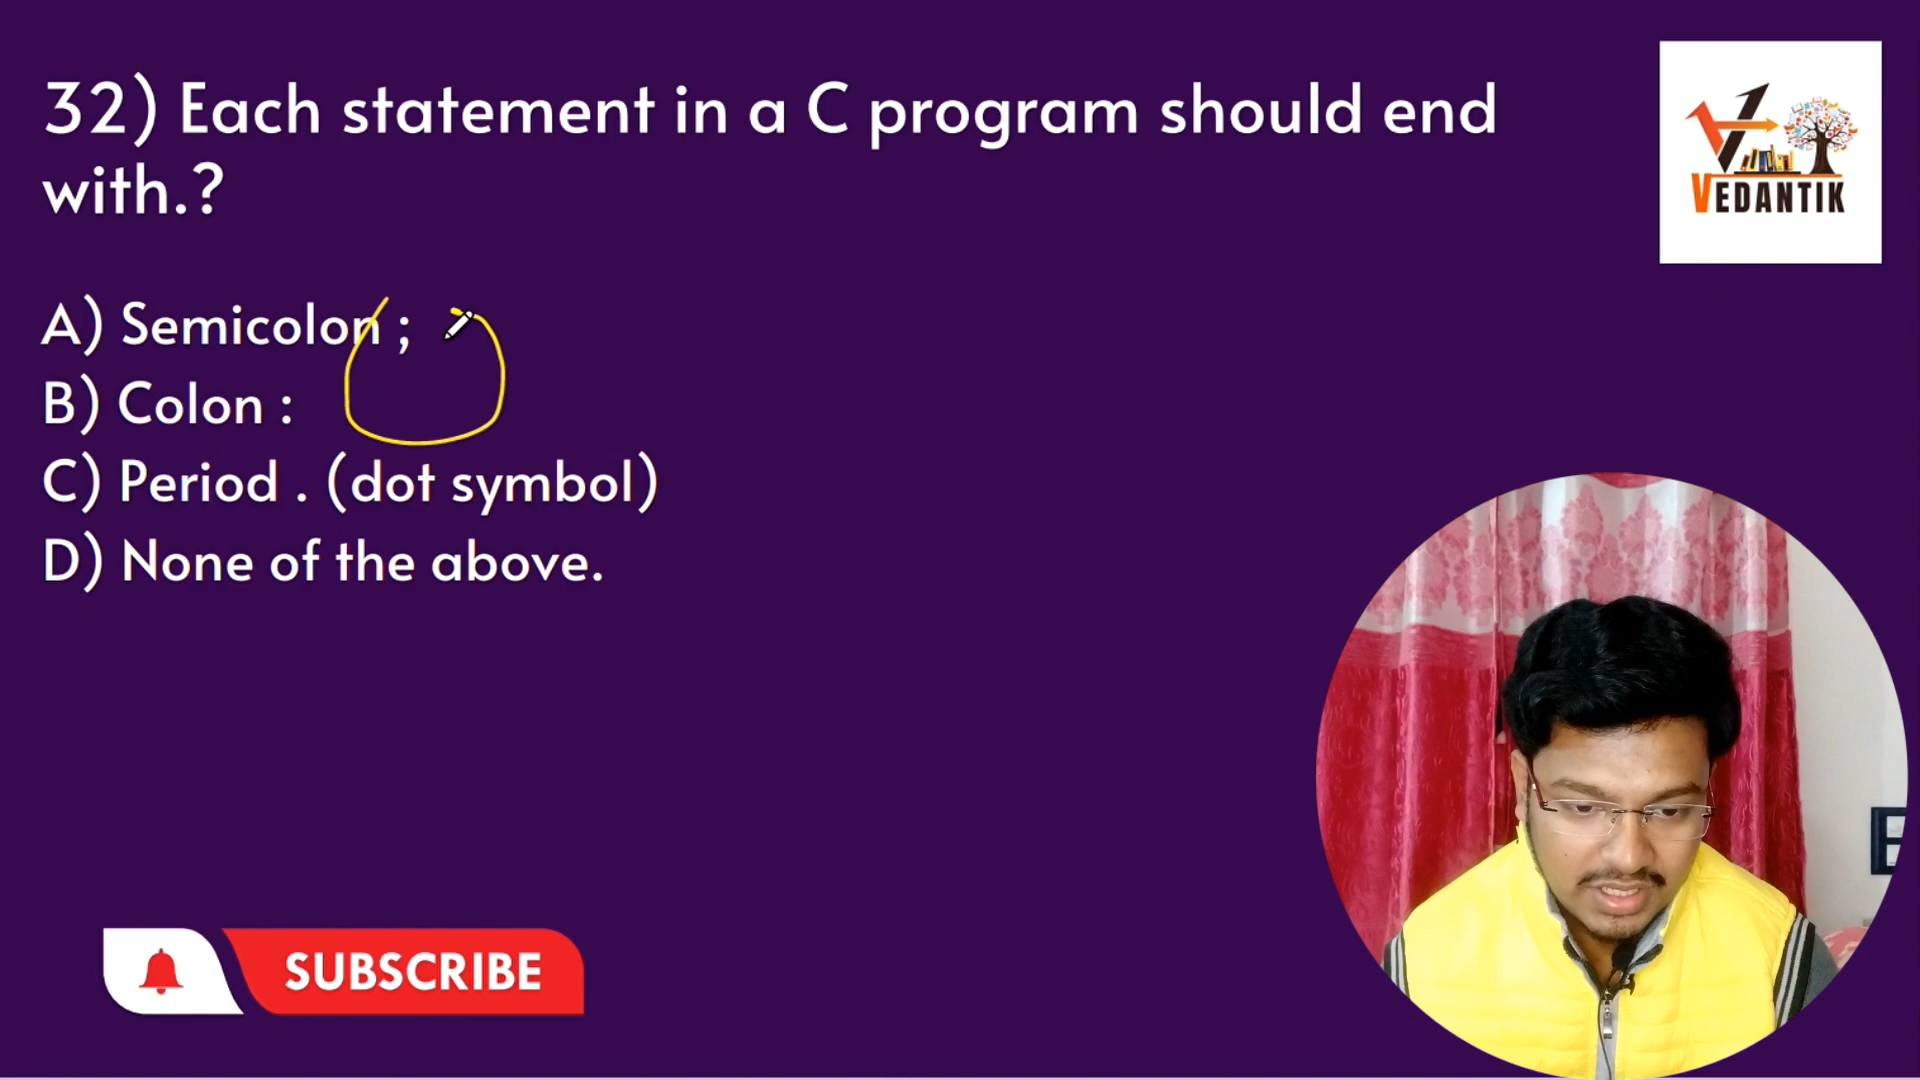 32) Each statement in a C program should end
with.?
VEDANTIK
A) Semicolon ;
B) Colon :
C) Period . (dot symbol)
D) None of the above.
SUBSCRIBE